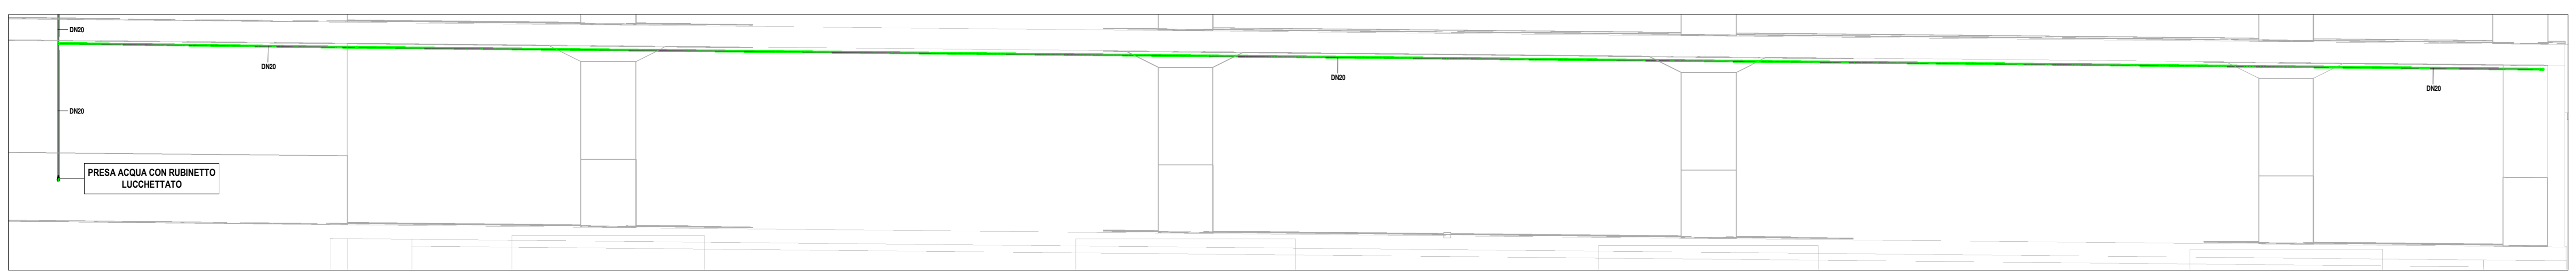 DN20
DN20
DN20
DN20
DN20
PRESA ACQUA CON RUBINETTO
LUCCHETTATO